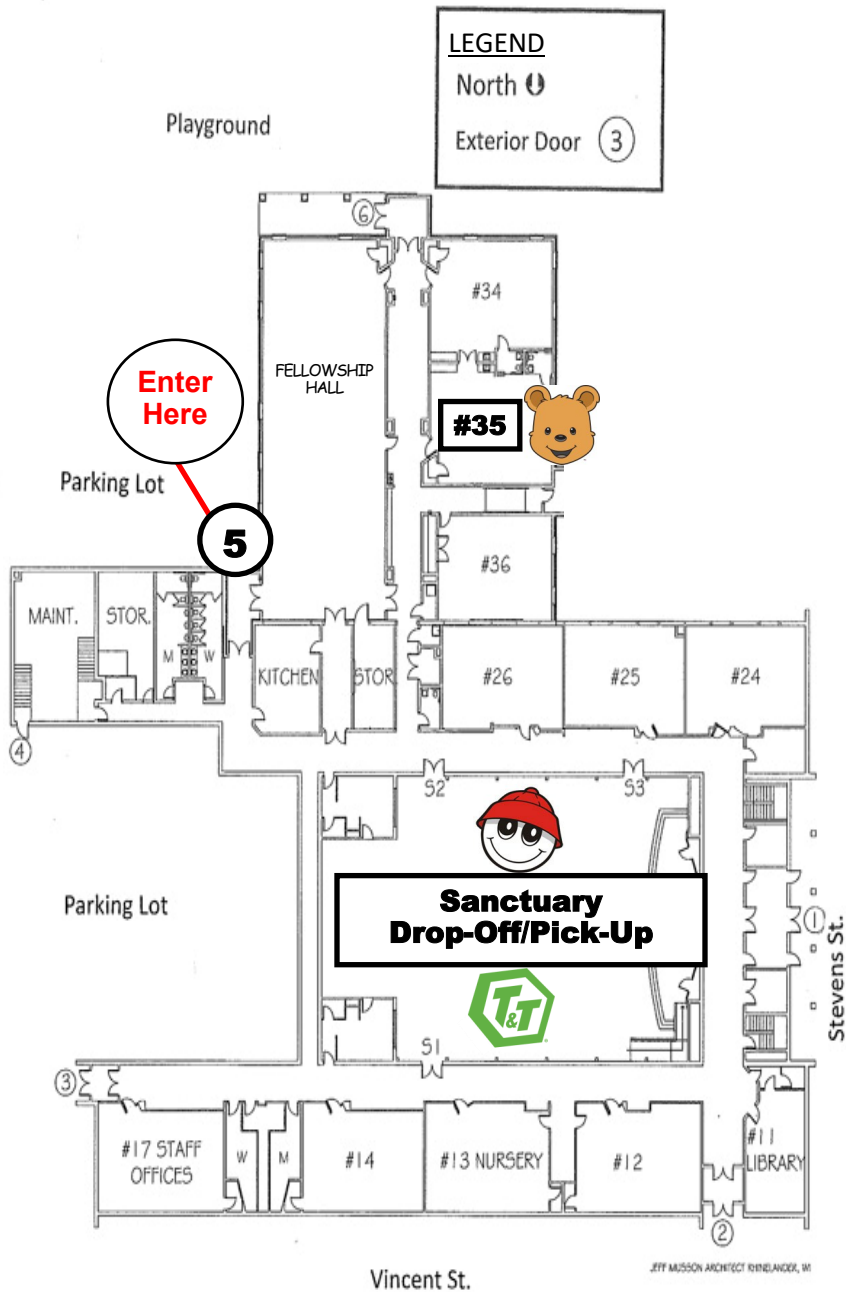 LEGEND
North
Exterior Door 3
Playground
6
#34
FELLOWSHIP
HALL
Enter
Here
#35
Parking Lot
5
#36
MAINT.
STOR.
M
W
KITCHEN
STOR.
#26
#25
#24
4
S2
S3
Parking Lot
Sanctuary
Drop-Off/Pick-Up
1
Stevens St.
T&T
S1
3
#17 STAFF
OFFICES
W
M
#14
#13 NURSERY
#12
#11
LIBRARY
2
JEFF MUSSON ARCHITECT RHINELANDER, WI
Vincent St.